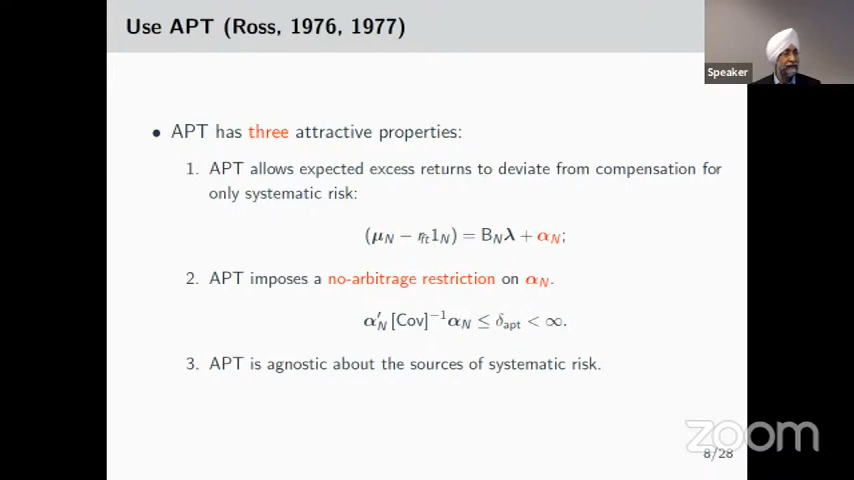 Use APT (Ross, 1976, 1977)
Speaker
• APT has three attractive properties:
1. APT allows expected excess returns to deviate from compensation for
only systematic risk:
(μ_N − r_ft 1_N) = B_N λ + α_N;
2. APT imposes a no-arbitrage restriction on α_N.
α′_N [Cov]^−1 α_N ≤ δ_apt < ∞.
3. APT is agnostic about the sources of systematic risk.
zoom
8/28